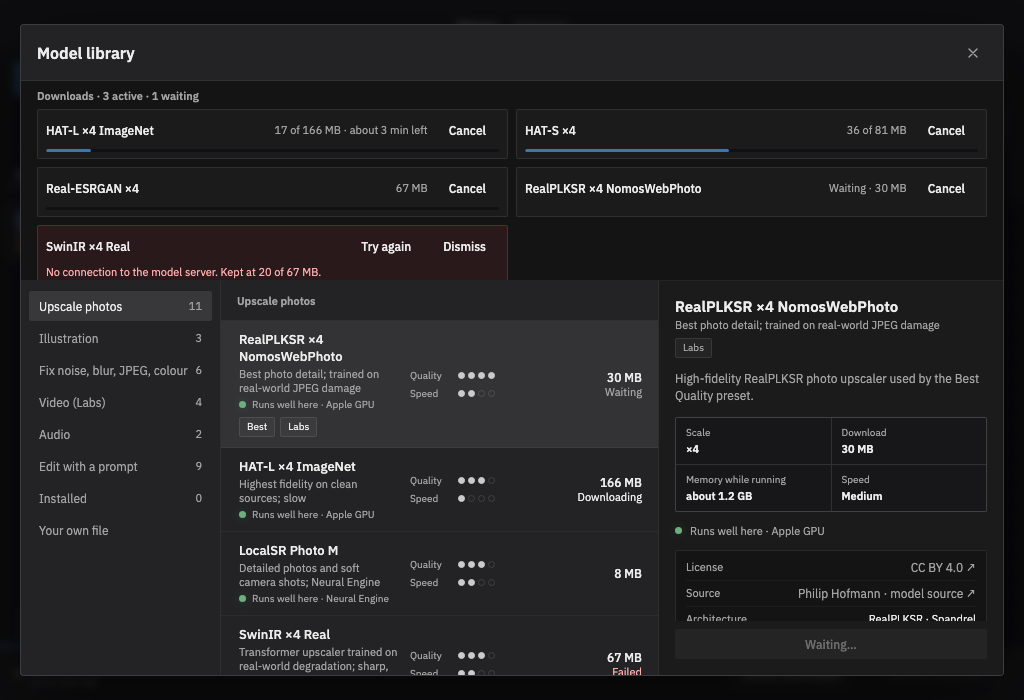 Model library
Downloads · 3 active · 1 waiting
HAT-L ×4 ImageNet 17 of 166 MB · about 3 min left Cancel
HAT-S ×4 36 of 81 MB Cancel
Real-ESRGAN ×4 67 MB Cancel
RealPLKSR ×4 NomosWebPhoto Waiting · 30 MB Cancel
SwinIR ×4 Real Try again Dismiss
No connection to the model server. Kept at 20 of 67 MB.
Upscale photos 11
Illustration 3
Fix noise, blur, JPEG, colour 6
Video (Labs) 4
Audio 2
Edit with a prompt 9
Installed 0
Your own file
Upscale photos
RealPLKSR ×4
NomosWebPhoto
Best photo detail; trained on
real-world JPEG damage
Runs well here · Apple GPU
Best Labs
Quality
Speed
30 MB
Waiting
HAT-L ×4 ImageNet
Highest fidelity on clean
sources; slow
Runs well here · Apple GPU
Quality
Speed
166 MB
Downloading
LocalSR Photo M
Detailed photos and soft
camera shots; Neural Engine
Runs well here · Neural Engine
Quality
Speed
8 MB
SwinIR ×4 Real
Transformer upscaler trained on
real-world degradation; sharp,
Quality
Speed
67 MB
Failed
RealPLKSR ×4 NomosWebPhoto
Best photo detail; trained on real-world JPEG damage
Labs
High-fidelity RealPLKSR photo upscaler used by the Best
Quality preset.
Scale
×4
Download
30 MB
Memory while running
about 1.2 GB
Speed
Medium
Runs well here · Apple GPU
License CC BY 4.0 ↗
Source Philip Hofmann · model source ↗
Architecture RealPLKSR · Spandrel
Waiting…